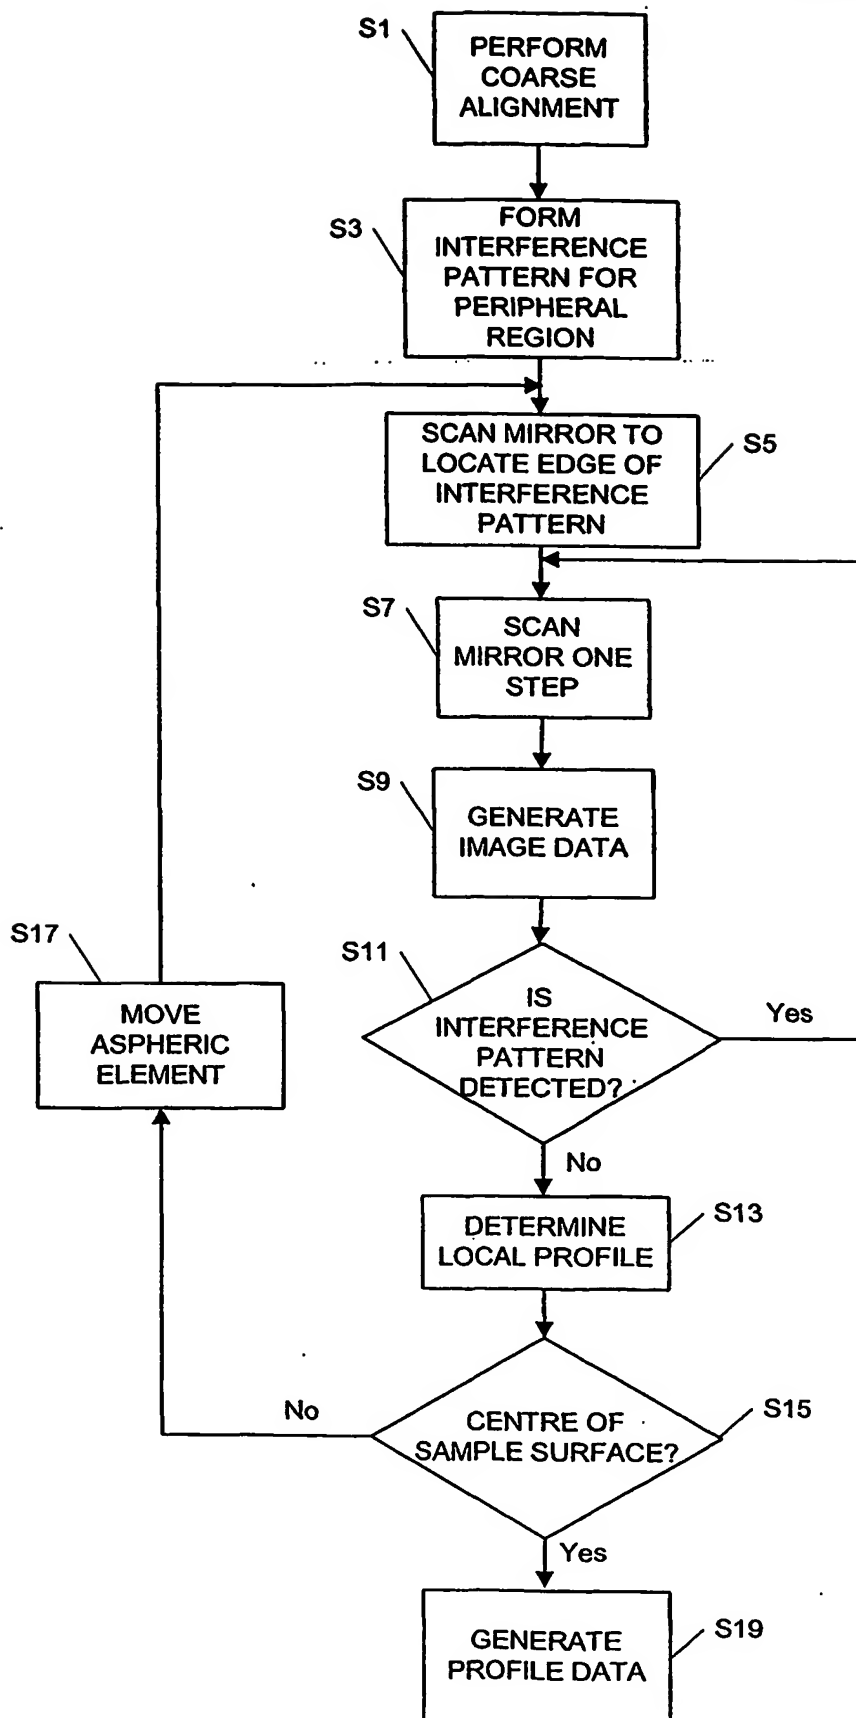 S1
PERFORM
COARSE
ALIGNMENT
S3
FORM
INTERFERENCE
PATTERN FOR
PERIPHERAL
REGION
SCAN MIRROR TO
LOCATE EDGE OF
INTERFERENCE
PATTERN
S5
S7
SCAN
MIRROR ONE
STEP
S9
GENERATE
IMAGE DATA
S17
MOVE
ASPHERIC
ELEMENT
S11
IS
INTERFERENCE
PATTERN
DETECTED?
Yes
No
DETERMINE
LOCAL PROFILE
S13
No
CENTRE OF
SAMPLE SURFACE?
S15
Yes
GENERATE
PROFILE DATA
S19